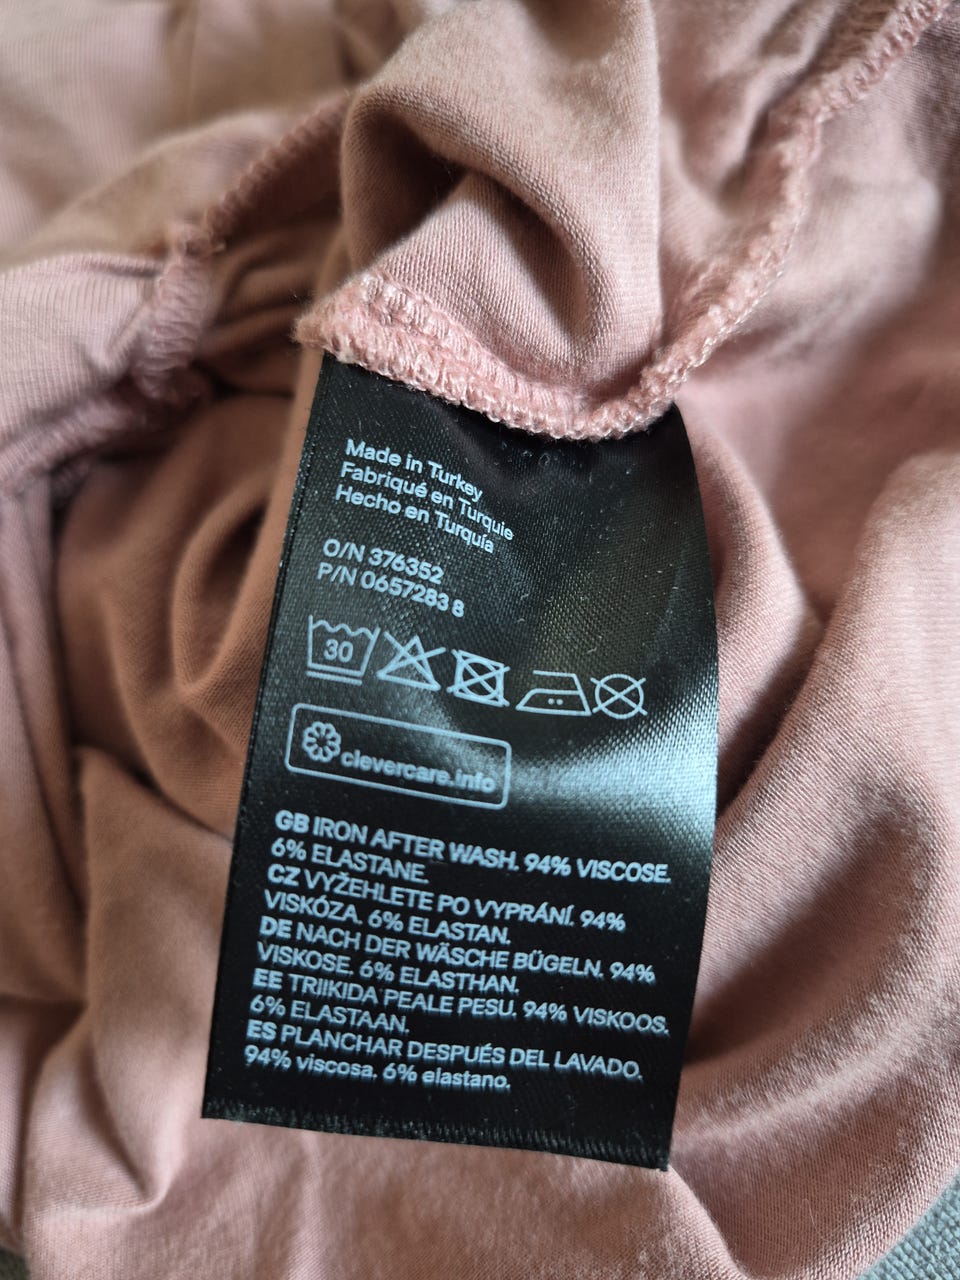 Made in Turkey
Fabriqué en Turquie
Hecho en Turquía
O/N 376352
P/N 0657283 8
30
clevercare.info
GB IRON AFTER WASH. 94% VISCOSE.
6% ELASTANE.
CZ VYŽEHLETE PO VYPRÁNÍ. 94%
VISKÓZA. 6% ELASTAN.
DE NACH DER WÄSCHE BÜGELN. 94%
VISKOSE. 6% ELASTHAN.
EE TRIIKIDA PEALE PESU. 94% VISKOOS.
6% ELASTAAN.
ES PLANCHAR DESPUÉS DEL LAVADO.
94% viscosa. 6% elastano.